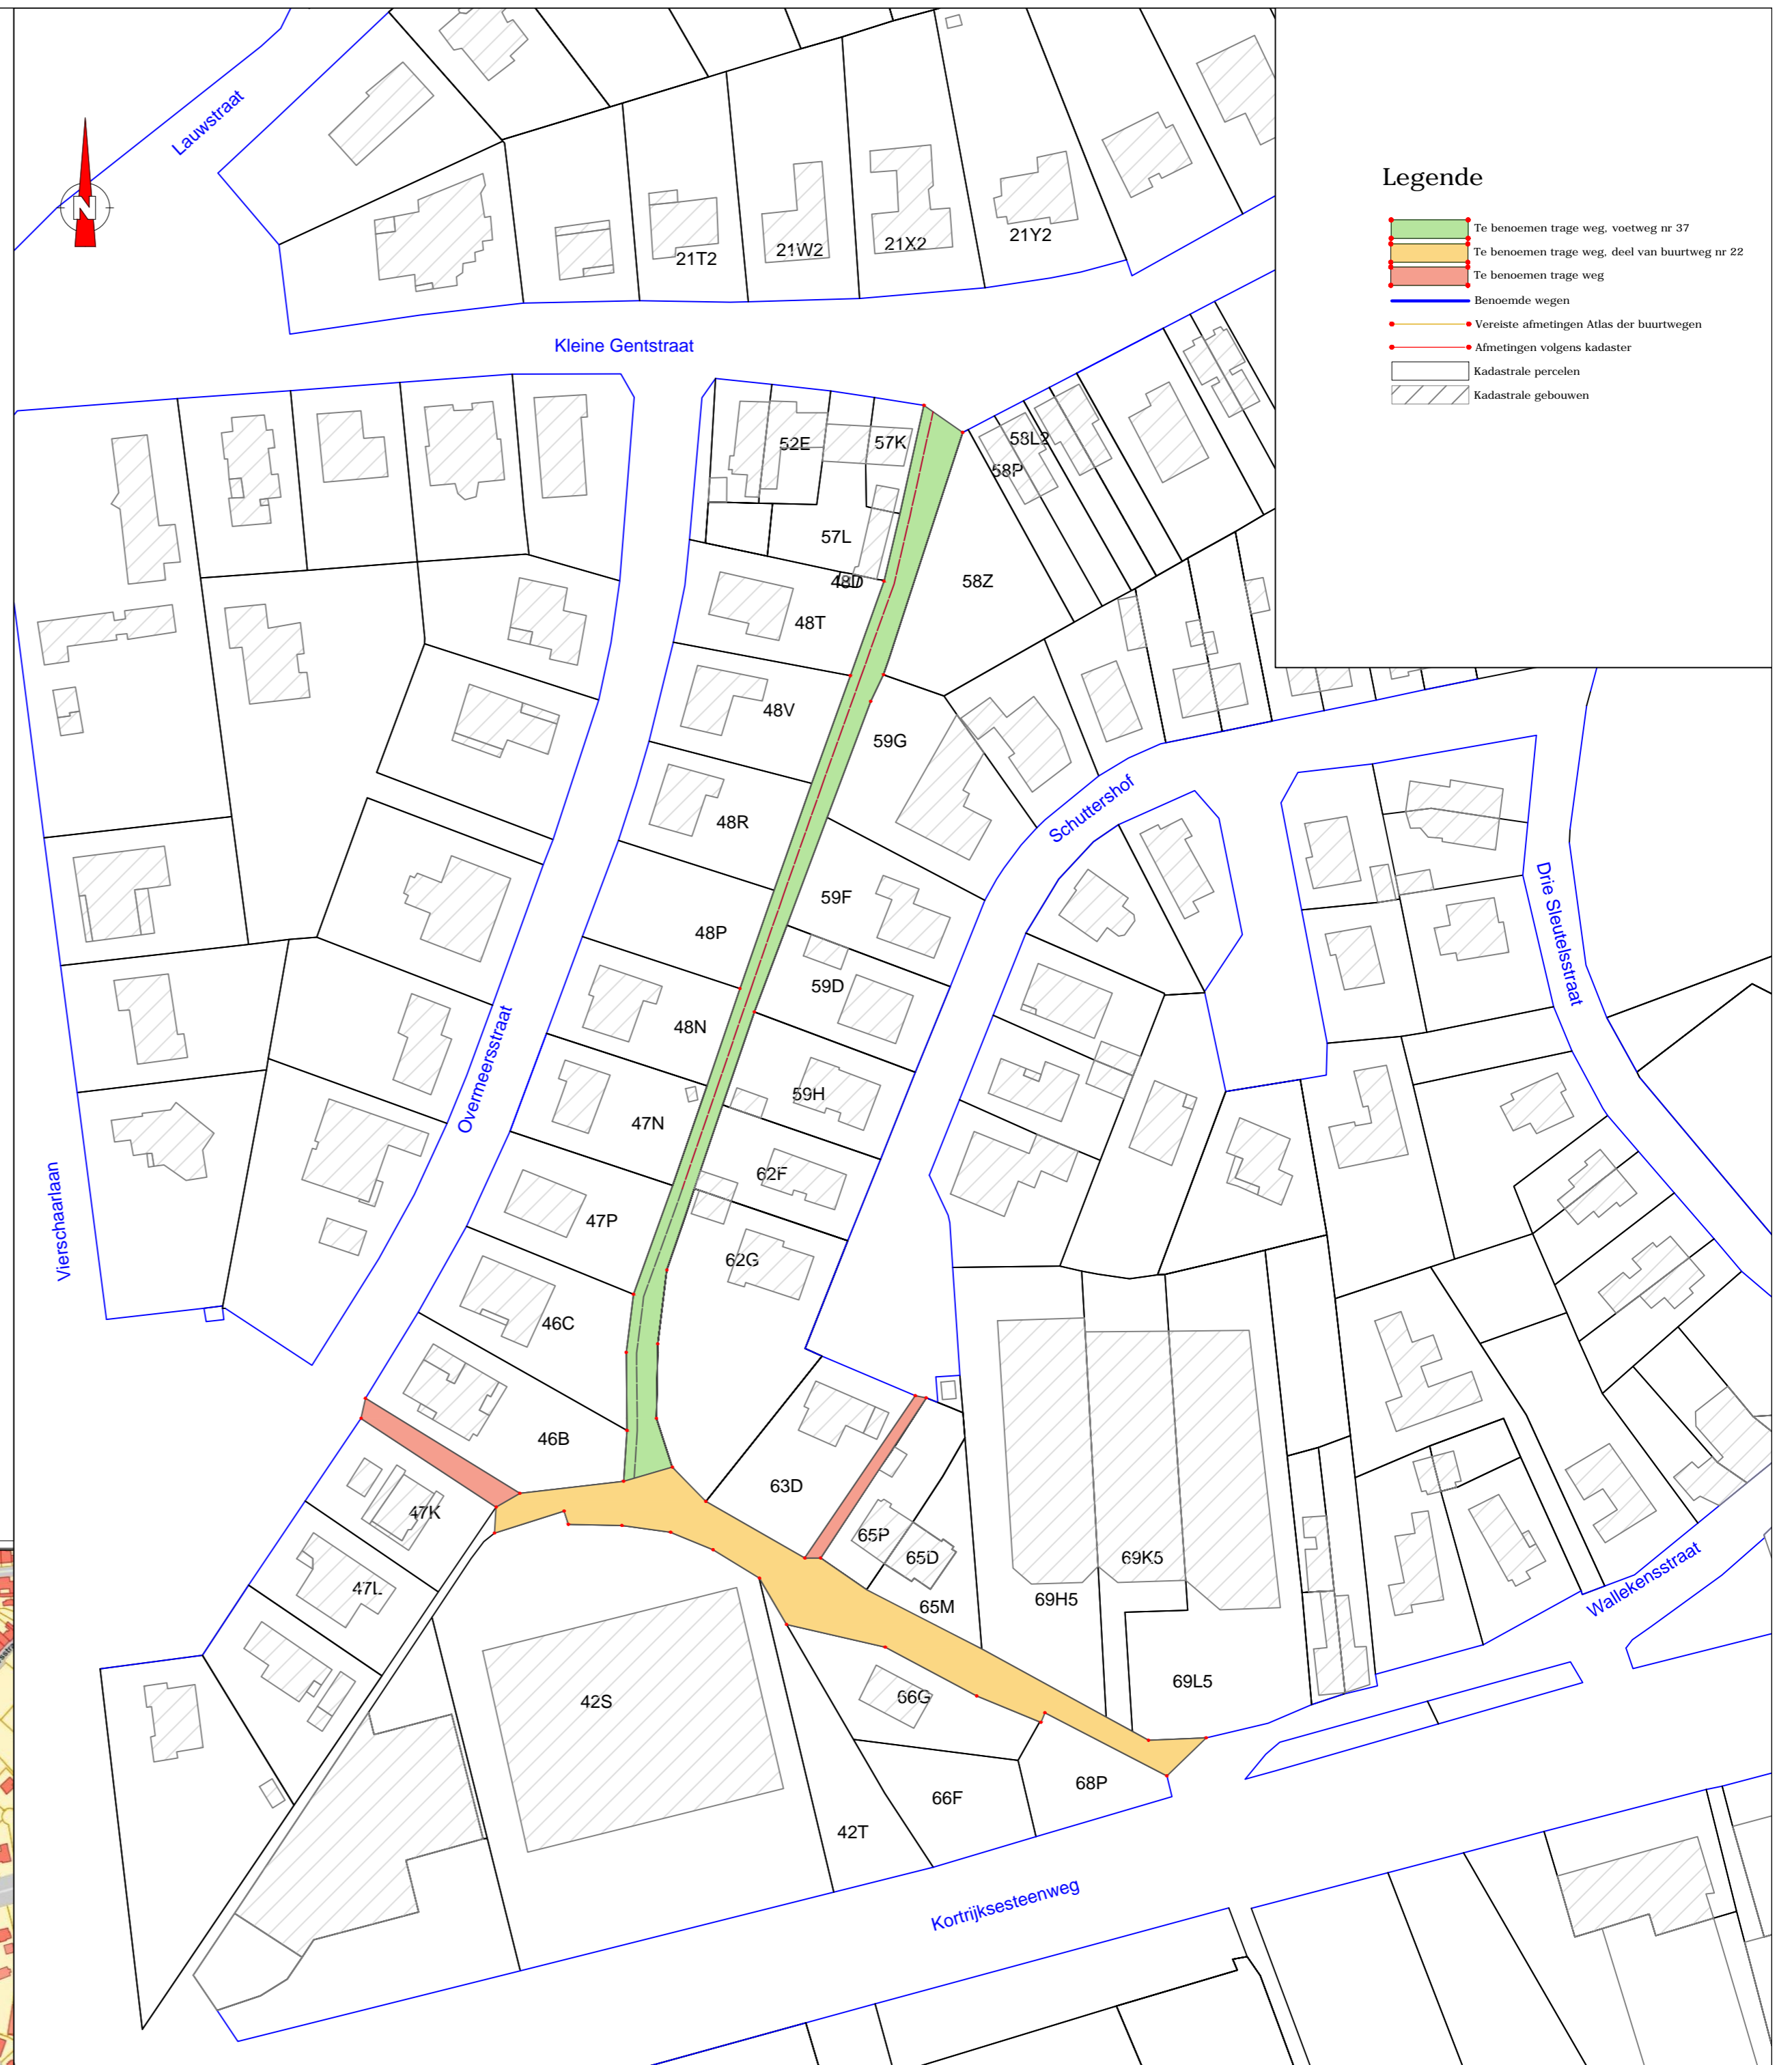 Lauwstraat
N
Legende
Te benoemen trage weg, voetweg nr 37
Te benoemen trage weg, deel van buurtweg nr 22
Te benoemen trage weg
Benoemde wegen
Vereiste afmetingen Atlas der buurtwegen
Afmetingen volgens kadaster
Kadastrale percelen
Kadastrale gebouwen
21T2
21W2
21X2
21Y2
Kleine Gentstraat
52E
57K
58L2
58P
57L
48D
58Z
48T
48V
59G
Schuttershof
48R
59F
Drie Sleutelsstraat
48P
59D
48N
Overmeersstraat
59H
47N
62F
Vierschaarlaan
47P
62G
46C
46B
63D
47K
65P
65D
69K5
47L
65M
69H5
Wallekensstraat
42S
66G
69L5
68P
66F
42T
Kortrijksesteenweg